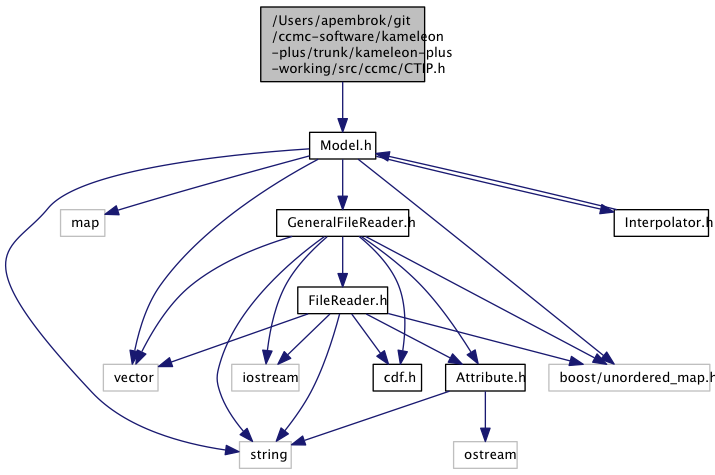 /Users/apembrok/git
/ccmc-software/kameleon
-plus/trunk/kameleon-plus
-working/src/ccmc/CTIP.h
Model.h
map
GeneralFileReader.h
Interpolator.h
FileReader.h
vector
iostream
cdf.h
Attribute.h
boost/unordered_map.h
string
ostream